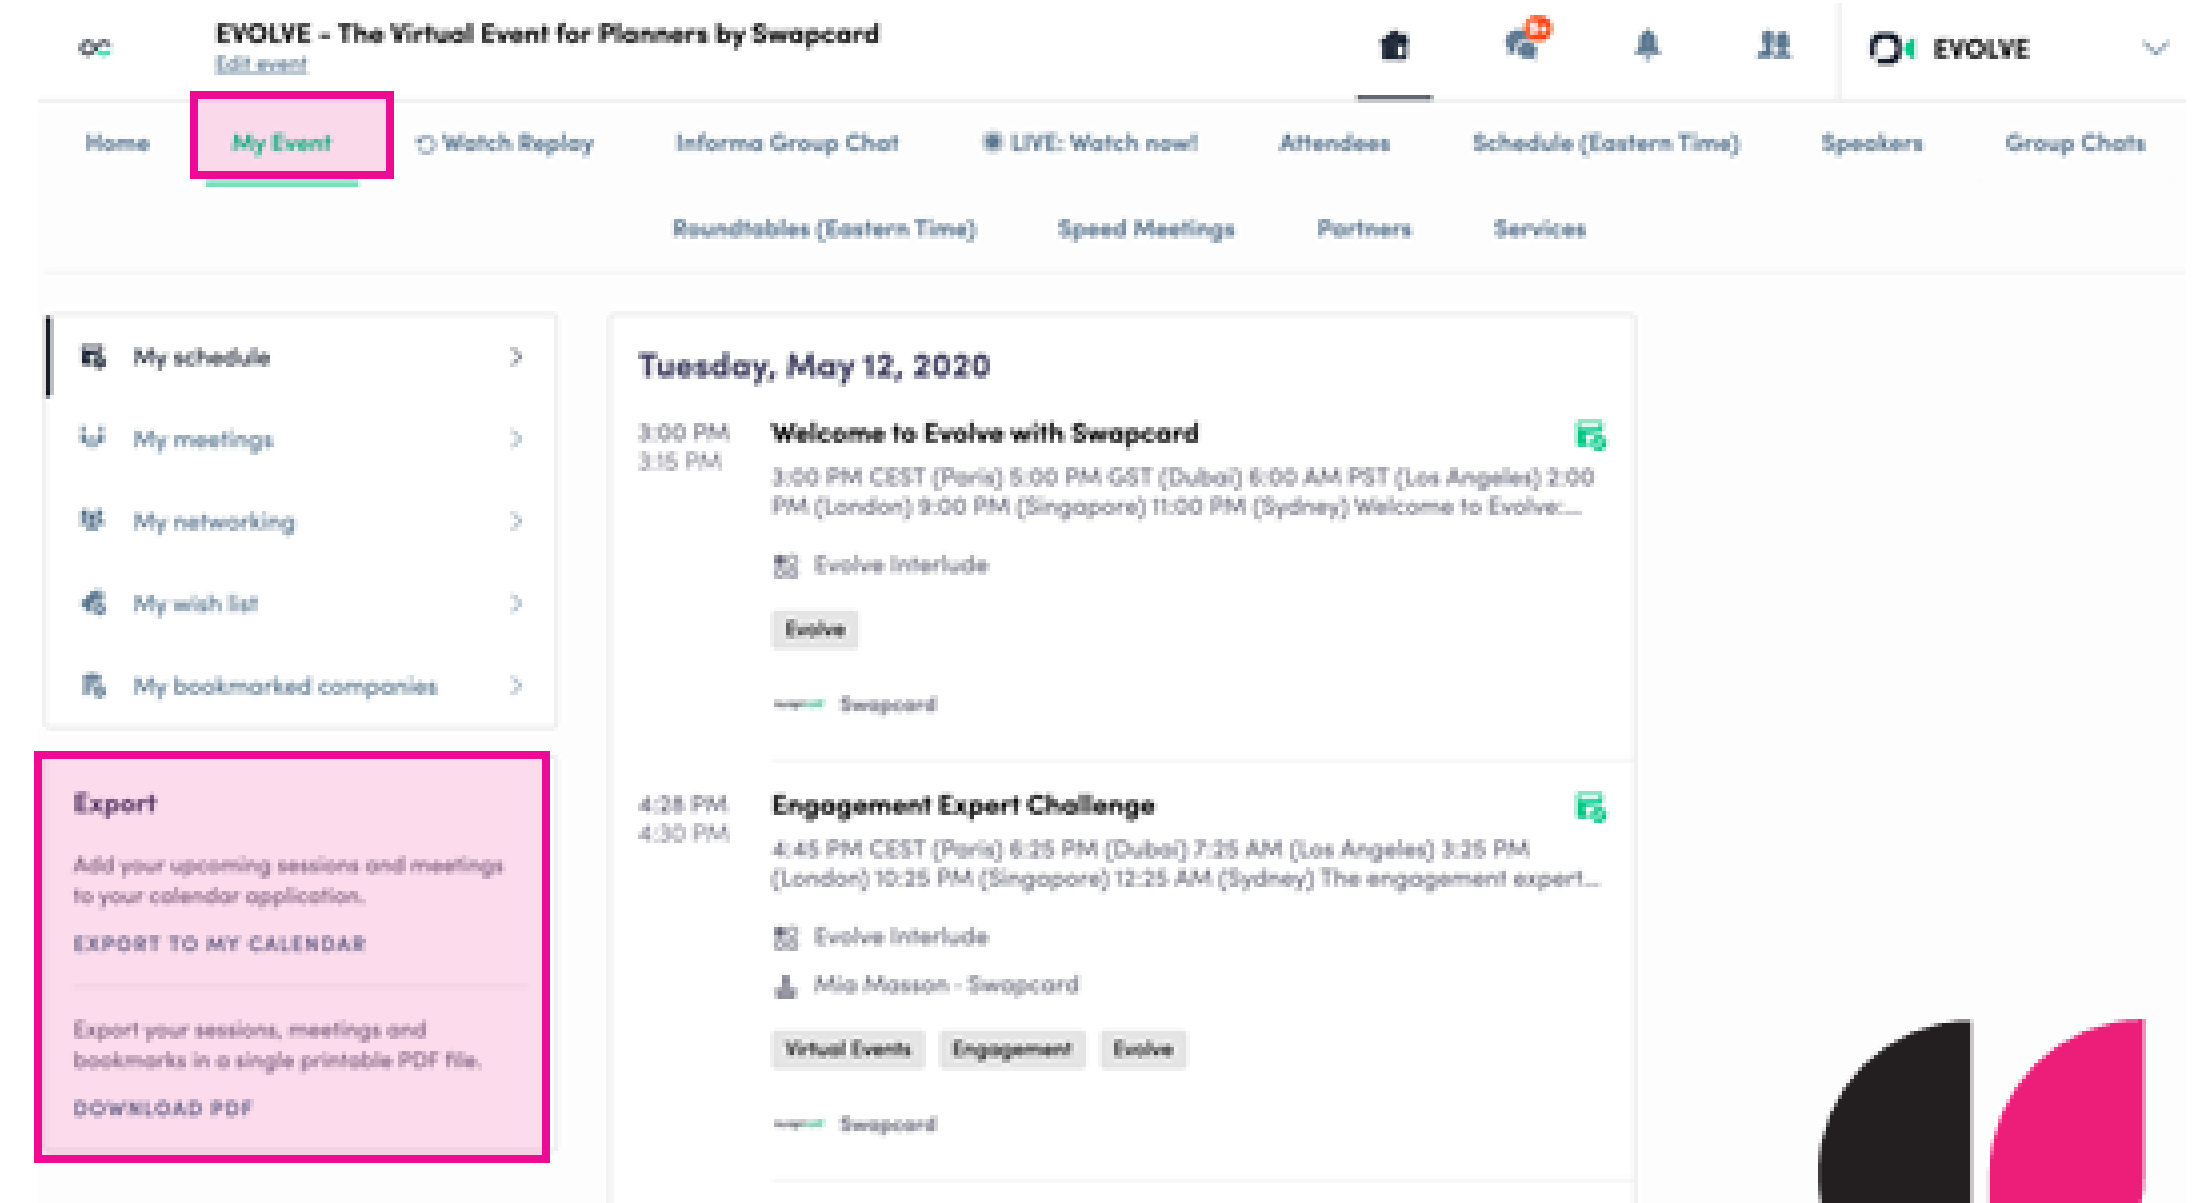 EVOLVE - The Virtual Event for Planners by Swapcard
Edit event
9+
EVOLVE
Home
My Event
Watch Replay
Informa Group Chat
LIVE: Watch now!
Attendees
Schedule (Eastern Time)
Speakers
Group Chats
Roundtables (Eastern Time)
Speed Meetings
Partners
Services
My schedule
My meetings
My networking
My wish list
My bookmarked companies
Export
Add your upcoming sessions and meetings
to your calendar application.
EXPORT TO MY CALENDAR
Export your sessions, meetings and
bookmarks in a single printable PDF file.
DOWNLOAD PDF
Tuesday, May 12, 2020
3:00 PM
3:15 PM
Welcome to Evolve with Swapcard
3:00 PM CEST (Paris) 5:00 PM GST (Dubai) 6:00 AM PST (Los Angeles) 2:00
PM (London) 9:00 PM (Singapore) 11:00 PM (Sydney) Welcome to Evolve:...
Evolve Interlude
Evolve
Swapcard
4:28 PM
4:30 PM
Engagement Expert Challenge
4:45 PM CEST (Paris) 6:25 PM (Dubai) 7:25 AM (Los Angeles) 3:25 PM
(London) 10:25 PM (Singapore) 12:25 AM (Sydney) The engagement expert...
Evolve Interlude
Mia Masson - Swapcard
Virtual Events
Engagement
Evolve
Swapcard